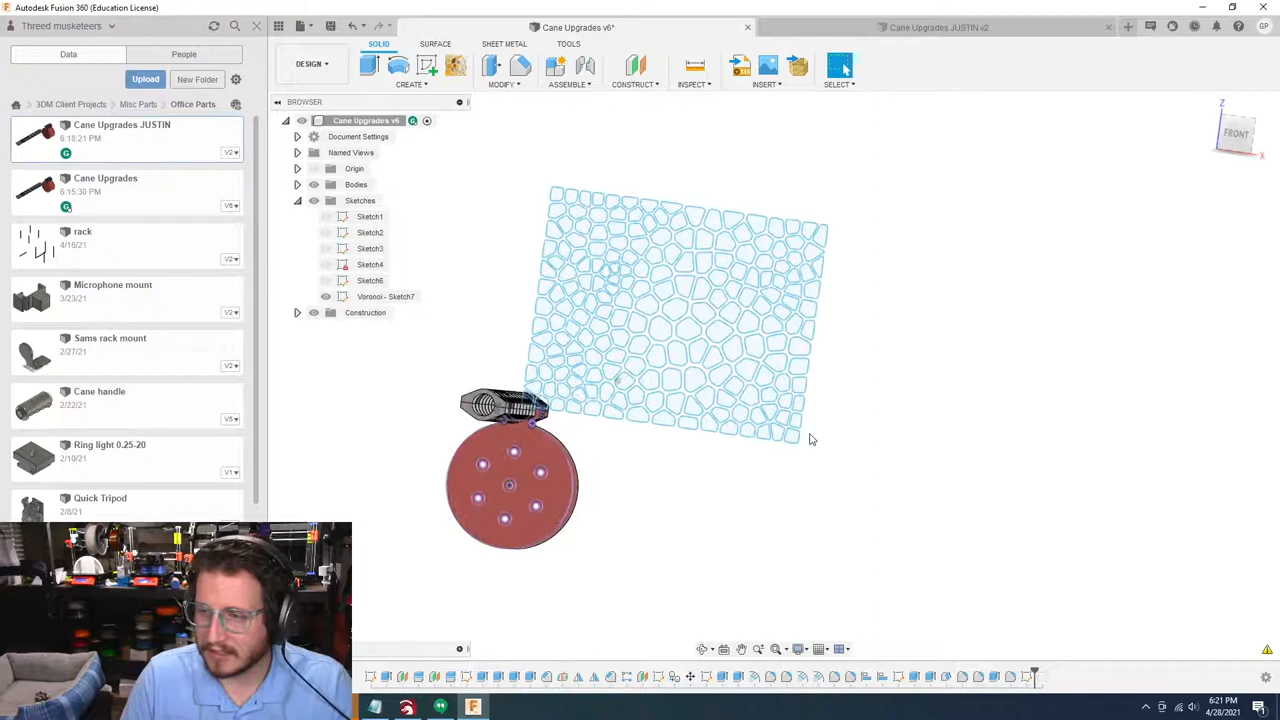 Autodesk Fusion 360 (Education License)
Threed musketeers
Cane Upgrades v6*
Cane Upgrades JUSTIN v2
GP
Data
People
SOLID
SURFACE
SHEET METAL
TOOLS
DESIGN
Upload
New Folder
CREATE
MODIFY
ASSEMBLE
CONSTRUCT
INSPECT
INSERT
SELECT
3DM Client Projects
Misc Parts
Office Parts
BROWSER
Cane Upgrades v6
Document Settings
Named Views
Origin
Bodies
Sketches
Sketch1
Sketch2
Sketch3
Sketch4
Sketch6
Voronoi - Sketch7
Construction
Cane Upgrades JUSTIN
6:18:21 PM
G
V2
Cane Upgrades
6:15:30 PM
G
V6
rack
4/16/21
V2
Microphone mount
3/23/21
V2
Sams rack mount
2/27/21
V2
Cane handle
2/22/21
V5
Ring light 0.25-20
2/10/21
V1
Quick Tripod
2/8/21
Z
FRONT
X
6:21 PM
4/28/2021